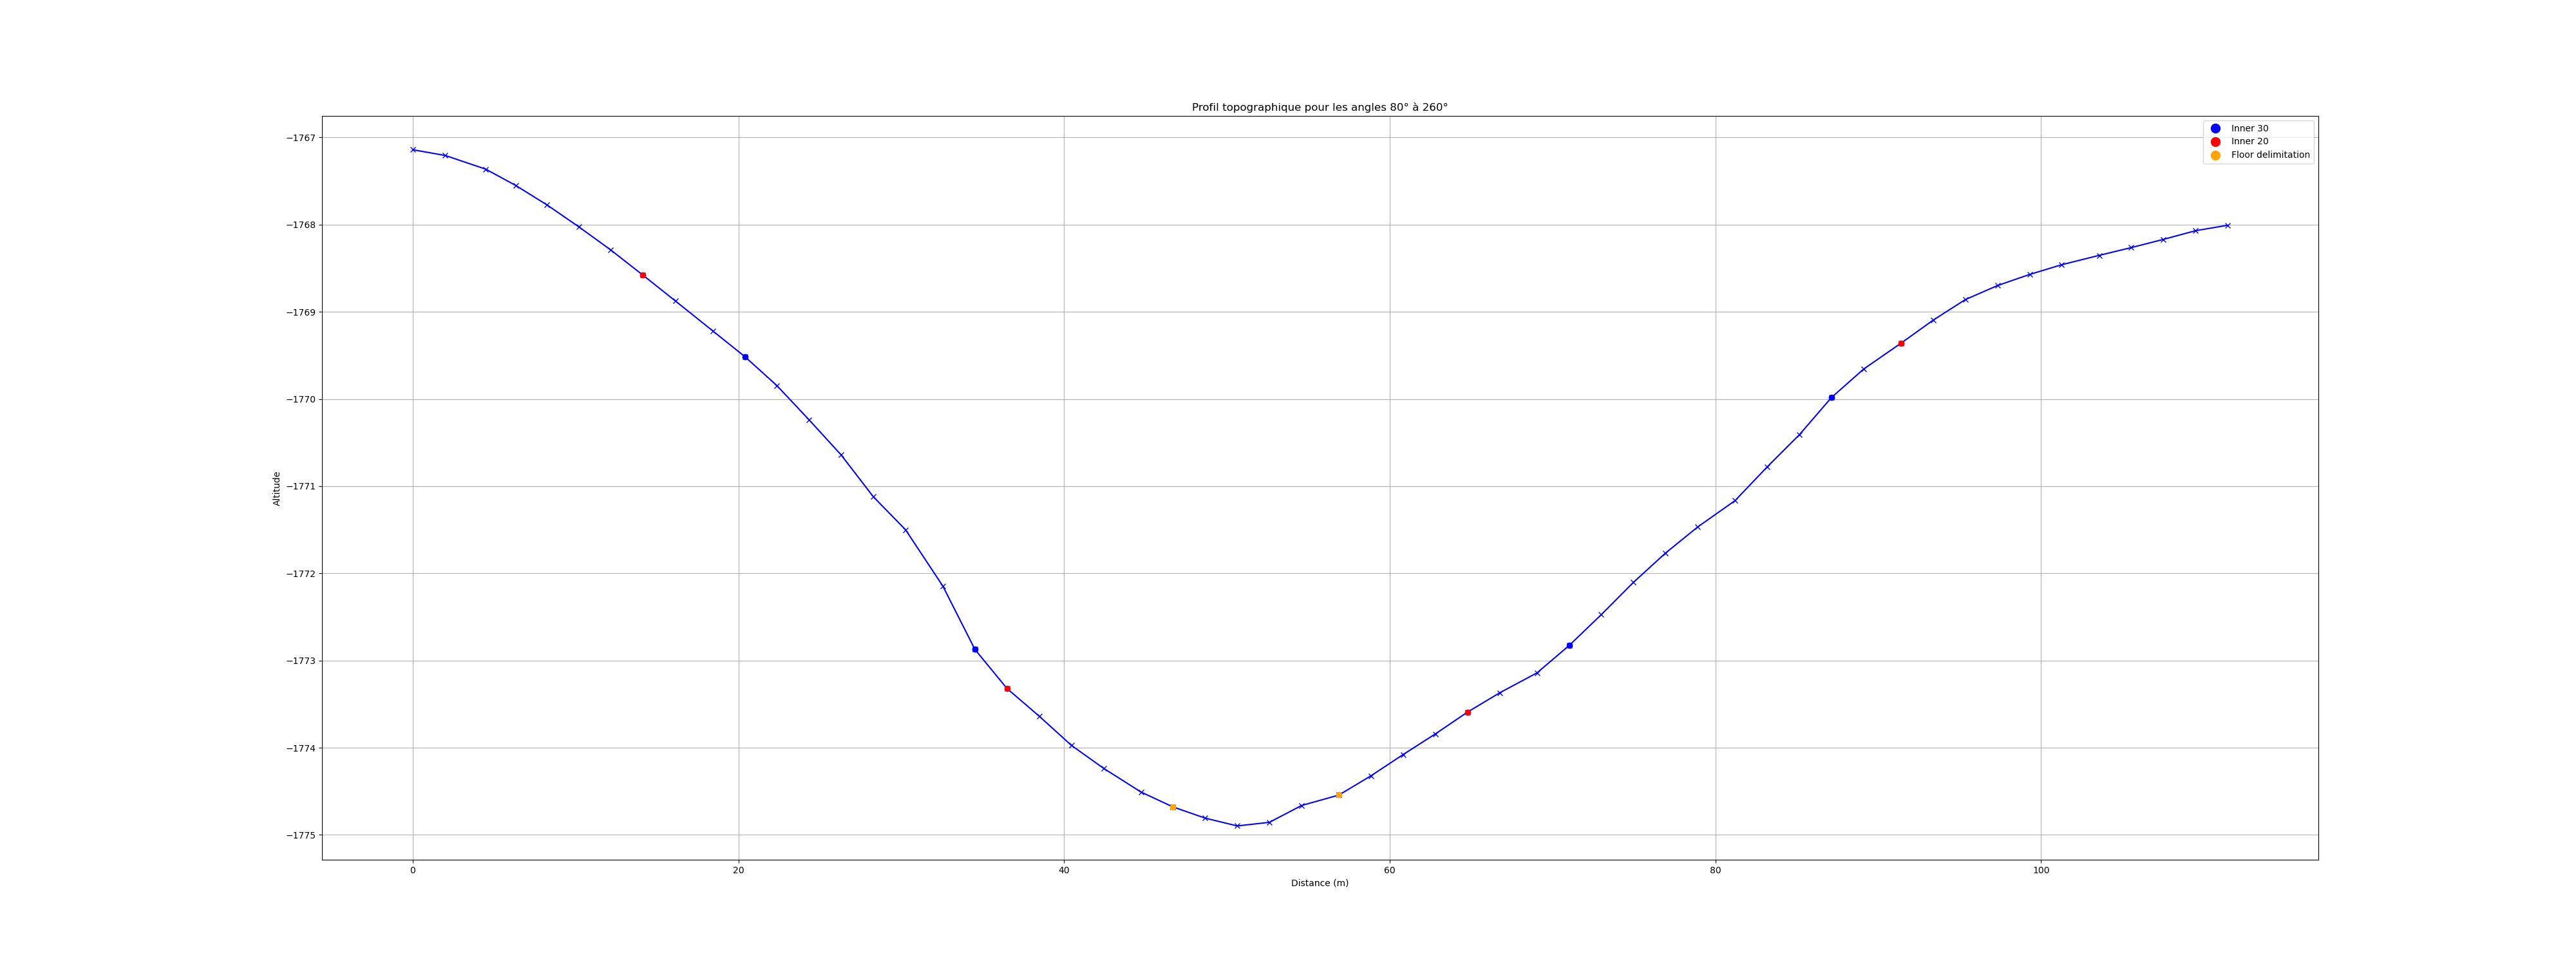 Profil topographique pour les angles 80° à 260°
Inner 30
Inner 20
Floor delimitation
−1767
−1768
−1769
−1770
−1771
−1772
−1773
−1774
−1775
Altitude
0 20 40 60 80 100
Distance (m)